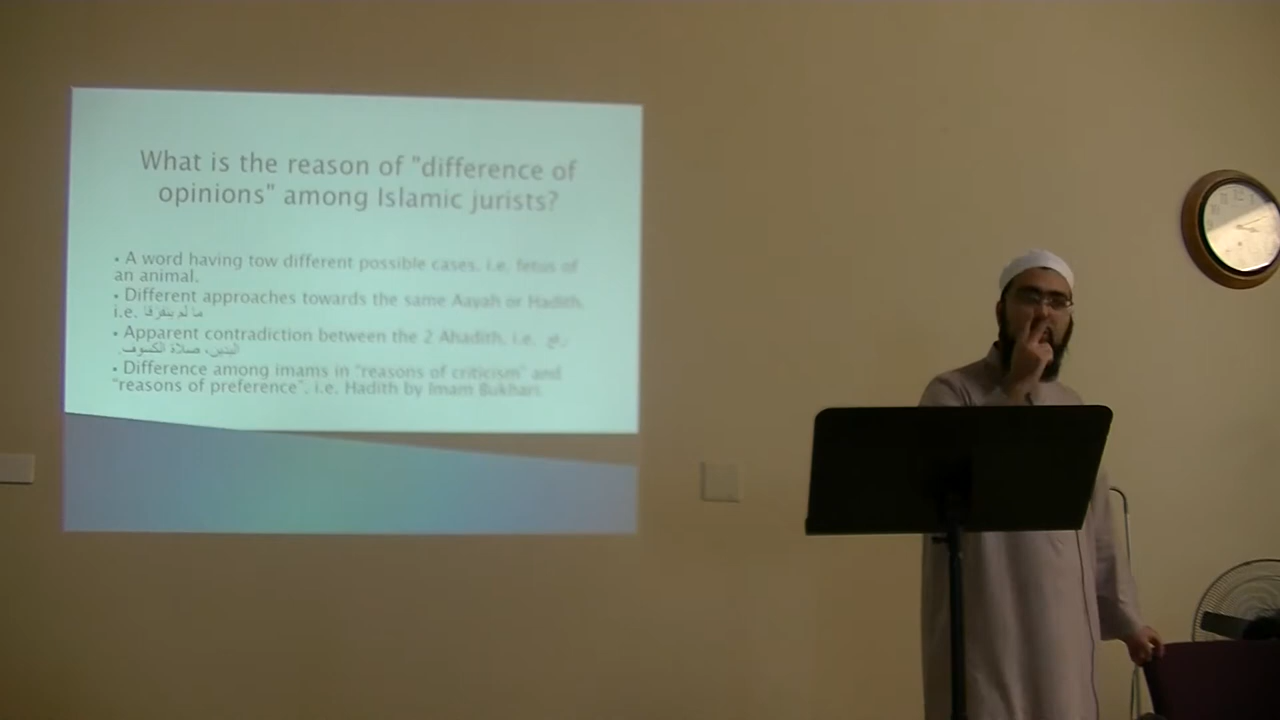 What is the reason of "difference of
opinions" among Islamic jurists?
• A word having tow different possible cases. i.e. fetus of
an animal.
• Different approaches towards the same Aayah or Hadith.
i.e. ما لم يتفرقا
• Apparent contradiction between the 2 Ahadith. i.e. رفع
اليدين، صلاة الكسوف
• Difference among imams in "reasons of criticism" and
"reasons of preference". i.e. Hadith by Imam Bukhari.